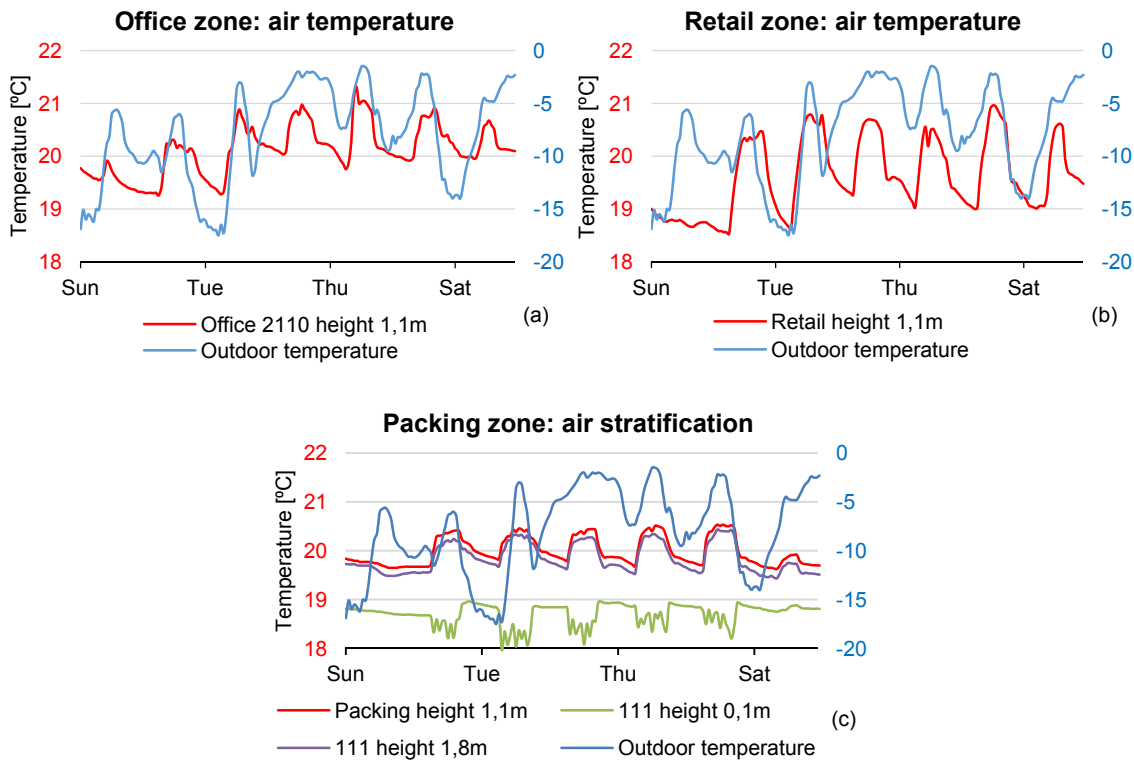 Office zone: air temperature
Temperature [ºC]
22
21
20
19
18
0
-5
-10
-15
-20
Sun
Tue
Thu
Sat
Office 2110 height 1,1m
Outdoor temperature
(a)
Retail zone: air temperature
Temperature [ºC]
22
21
20
19
18
0
-5
-10
-15
-20
Sun
Tue
Thu
Sat
Retail height 1,1m
Outdoor temperature
(b)
Packing zone: air stratification
Temperature [ºC]
22
21
20
19
18
0
-5
-10
-15
-20
Sun
Tue
Thu
Sat
Packing height 1,1m
111 height 0,1m
111 height 1,8m
Outdoor temperature
(c)